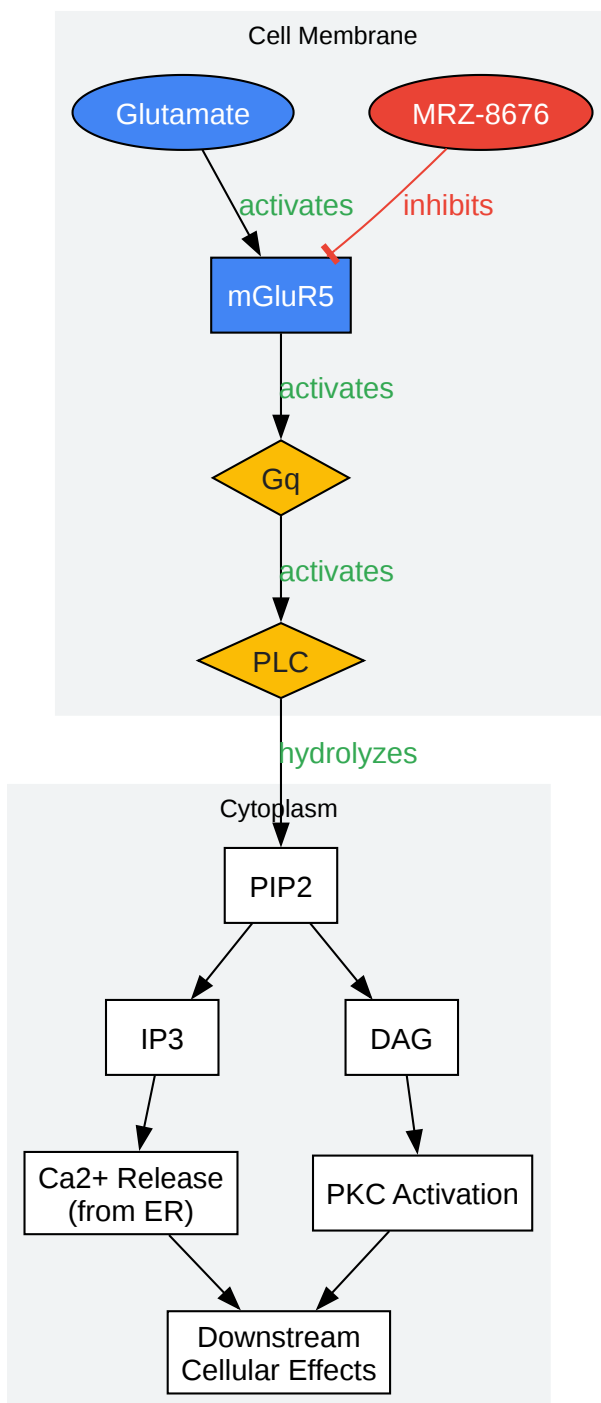 Cell Membrane
Glutamate
MRZ-8676
activates
inhibits
mGluR5
activates
Gq
activates
PLC
hydrolyzes
Cytoplasm
PIP2
IP3
DAG
Ca2+ Release
(from ER)
PKC Activation
Downstream
Cellular Effects